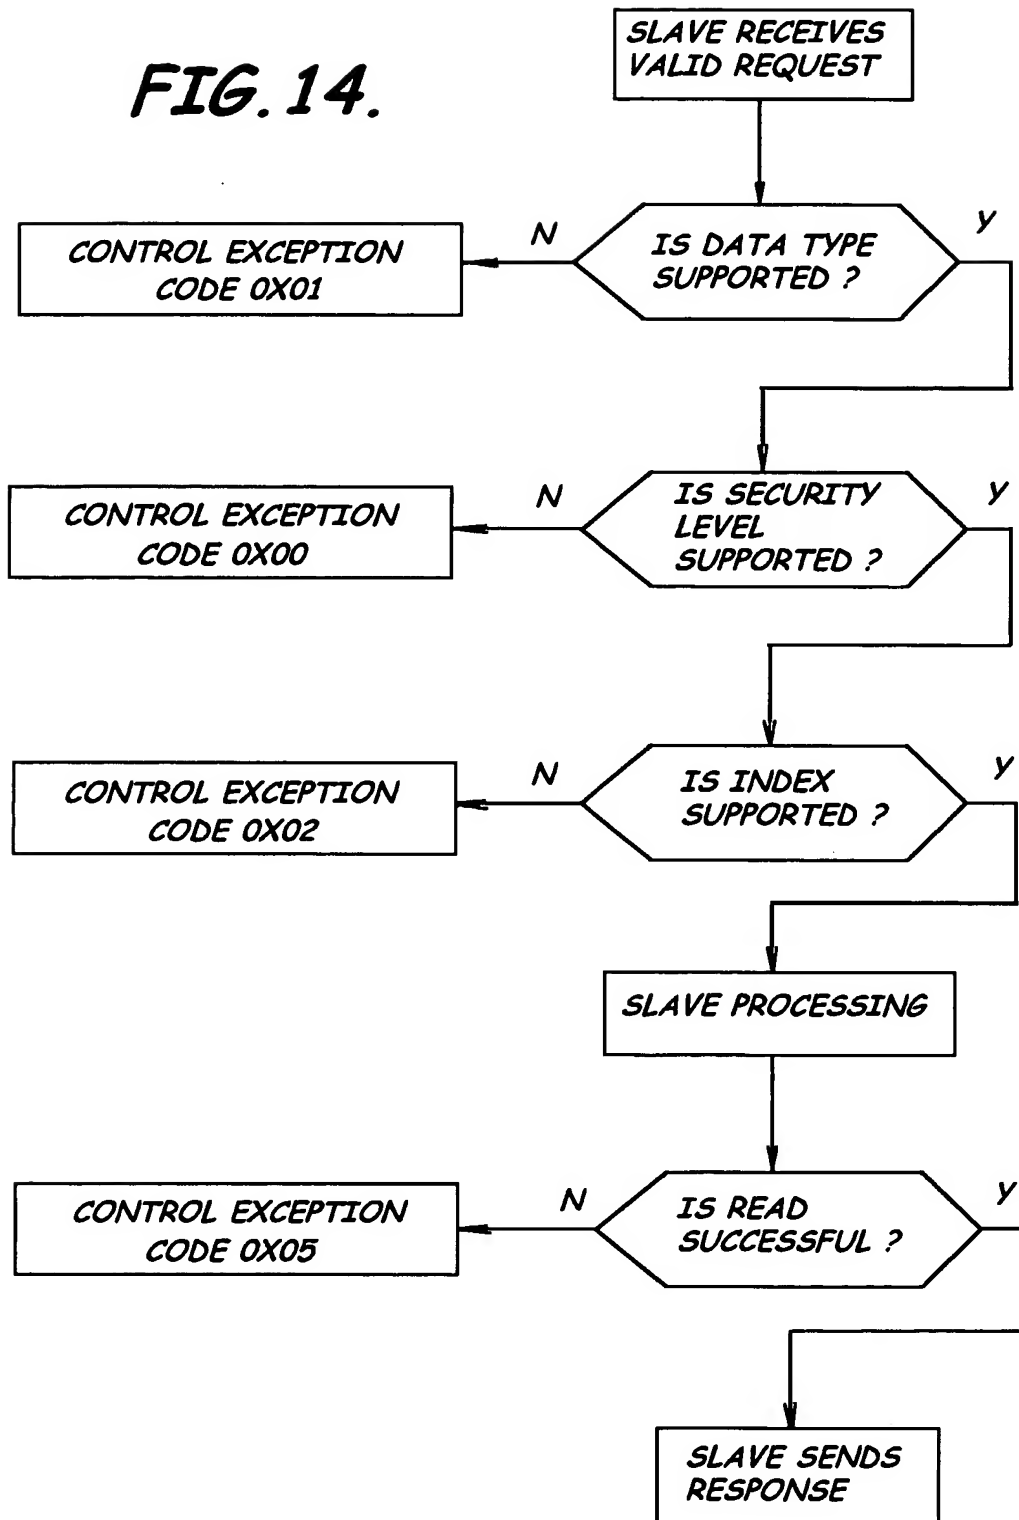 FIG. 14.
SLAVE RECEIVES
VALID REQUEST
IS DATA TYPE
SUPPORTED ?
N
Y
CONTROL EXCEPTION
CODE 0X01
IS SECURITY
LEVEL
SUPPORTED ?
N
Y
CONTROL EXCEPTION
CODE 0X00
IS INDEX
SUPPORTED ?
N
Y
CONTROL EXCEPTION
CODE 0X02
SLAVE PROCESSING
IS READ
SUCCESSFUL ?
N
Y
CONTROL EXCEPTION
CODE 0X05
SLAVE SENDS
RESPONSE